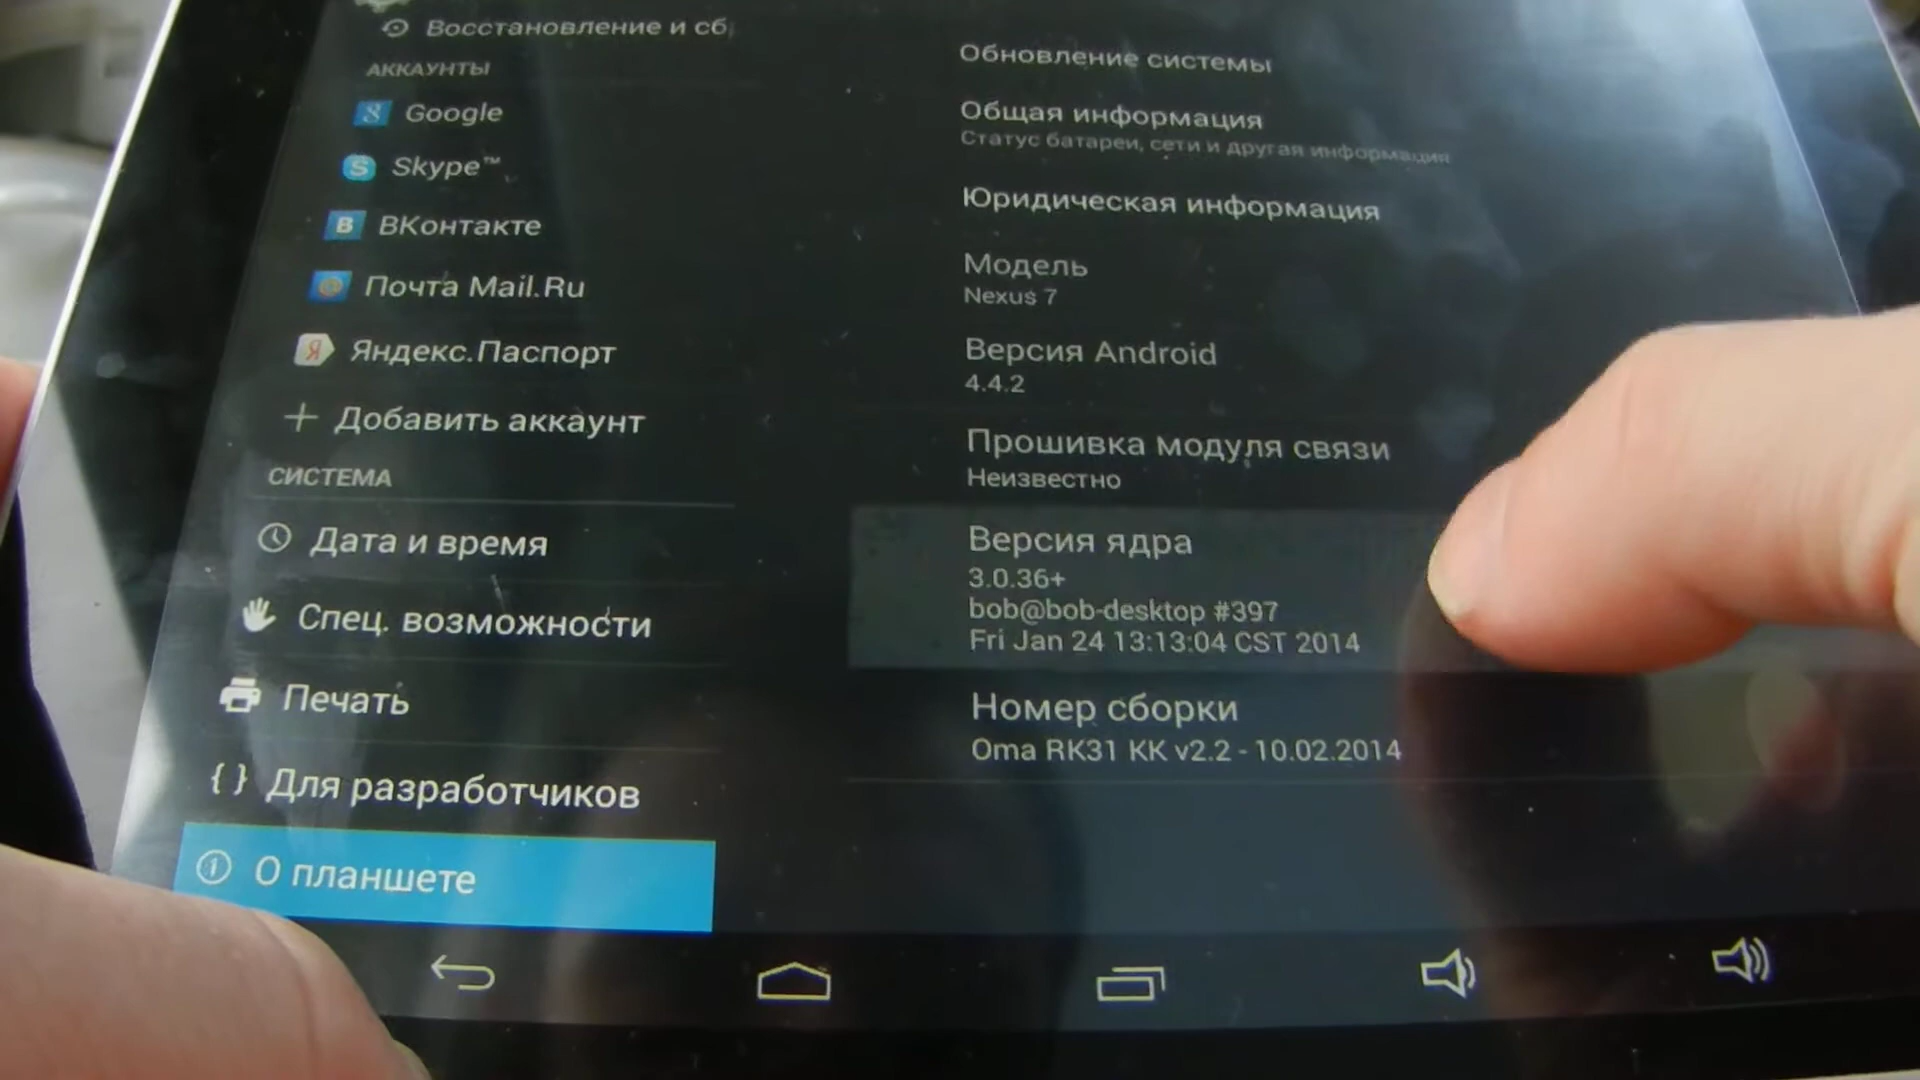 Восстановление и сб
АККАУНТЫ
Google
Skype™
ВКонтакте
Почта Mail.Ru
Яндекс.Паспорт
Добавить аккаунт
СИСТЕМА
Дата и время
Спец. возможности
Печать
{ } Для разработчиков
О планшете
Обновление системы
Общая информация
Статус батареи, сети и другая информация
Юридическая информация
Модель
Nexus 7
Версия Android
4.4.2
Прошивка модуля связи
Неизвестно
Версия ядра
3.0.36+
bob@bob-desktop #397
Fri Jan 24 13:13:04 CST 2014
Номер сборки
Oma RK31 KK v2.2 - 10.02.2014